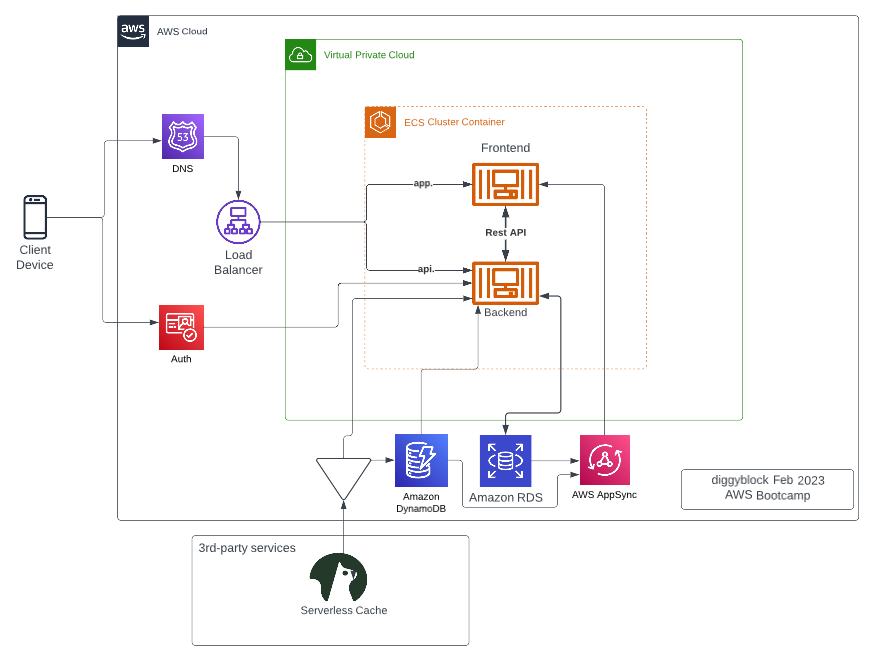 aws
AWS Cloud
Virtual Private Cloud
ECS Cluster Container
Frontend
53
DNS
app.
Rest API
Client
Device
Load
Balancer
api.
Backend
Auth
Amazon
DynamoDB
Amazon RDS
AWS AppSync
diggyblock Feb 2023
AWS Bootcamp
3rd-party services
Serverless Cache